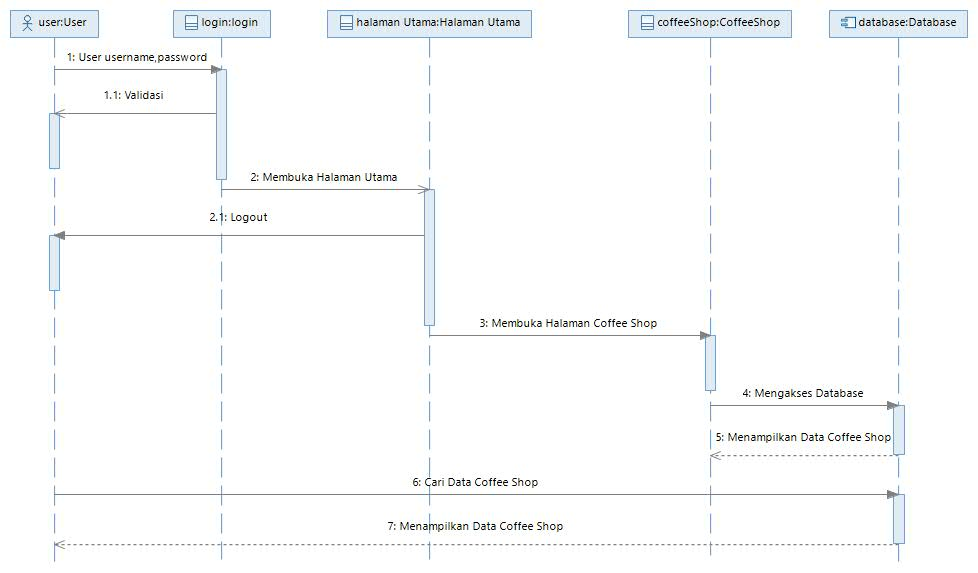 user:User
login:login
halaman Utama:Halaman Utama
coffeeShop:CoffeeShop
database:Database
1: User username,password
1.1: Validasi
2: Membuka Halaman Utama
2.1: Logout
3: Membuka Halaman Coffee Shop
4: Mengakses Database
5: Menampilkan Data Coffee Shop
6: Cari Data Coffee Shop
7: Menampilkan Data Coffee Shop